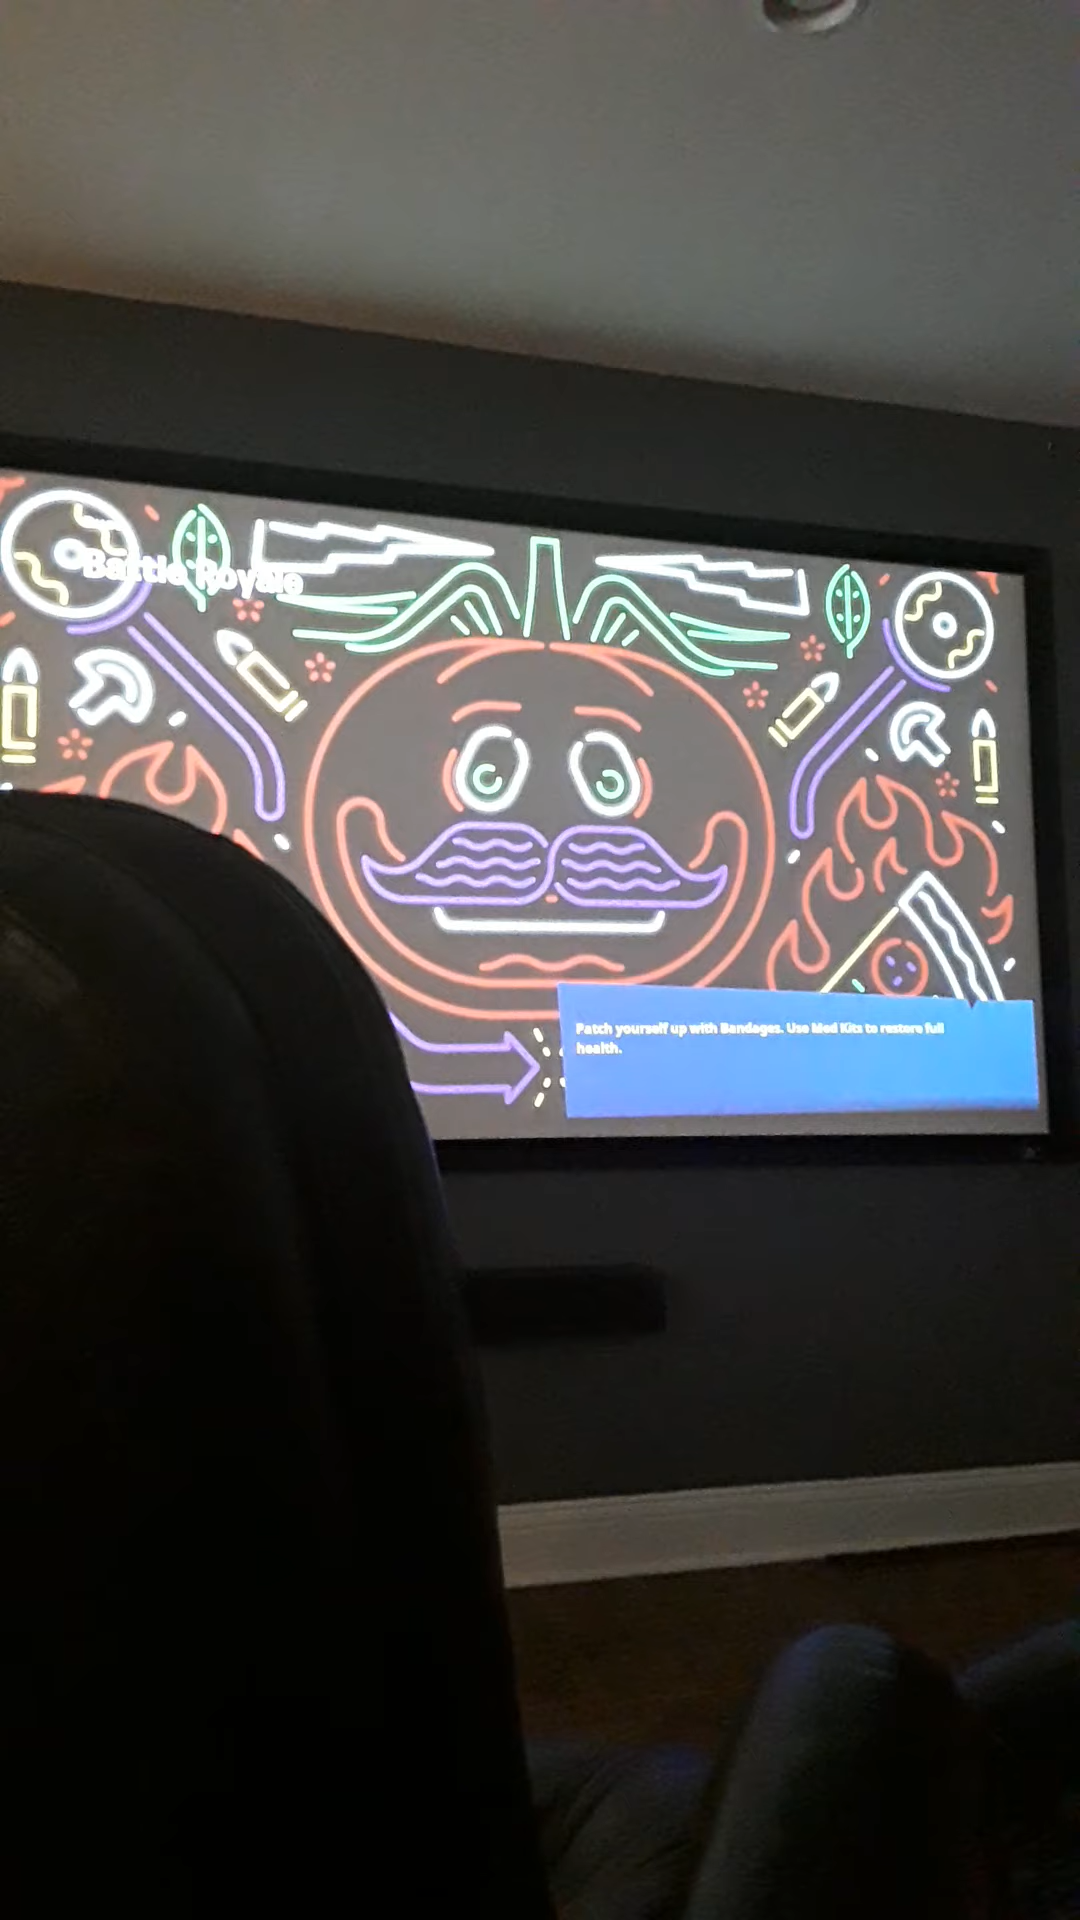 Battle Royale
Patch yourself up with Bandages. Use Med Kits to restore full
health.